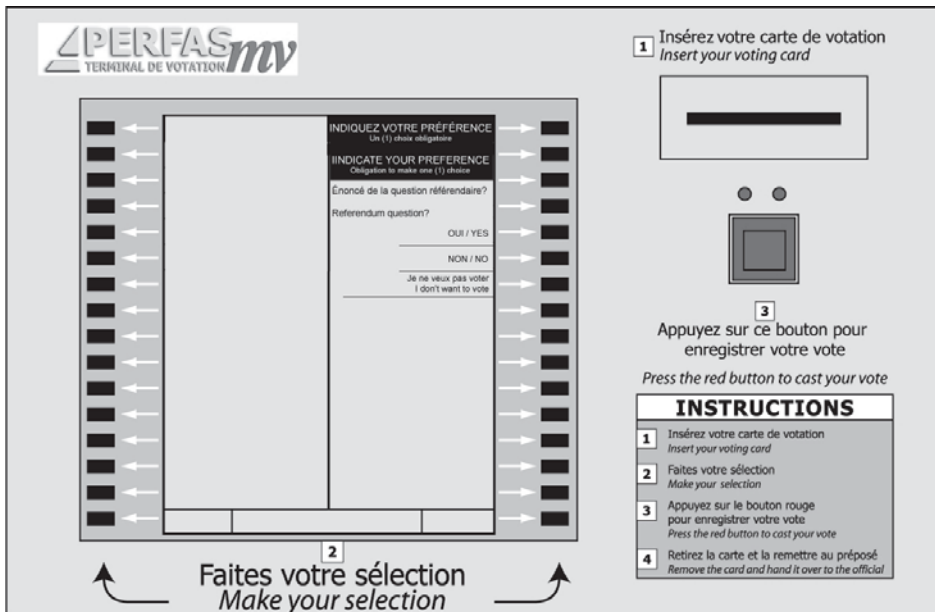 PERFAS mv
TERMINAL DE VOTATION
INDIQUEZ VOTRE PRÉFÉRENCE
Un (1) choix obligatoire
IINDICATE YOUR PREFERENCE
Obligation to make one (1) choice
Énoncé de la question référendaire?
Referendum question?
OUI / YES
NON / NO
Je ne veux pas voter
I don't want to vote
2
Faites votre sélection
Make your selection
1
Insérez votre carte de votation
Insert your voting card
3
Appuyez sur ce bouton pour
enregistrer votre vote
Press the red button to cast your vote
INSTRUCTIONS
1 Insérez votre carte de votation
Insert your voting card
2 Faites votre sélection
Make your selection
3 Appuyez sur le bouton rouge
pour enregistrer votre vote
Press the red button to cast your vote
4 Retirez la carte et la remettre au préposé
Remove the card and hand it over to the official